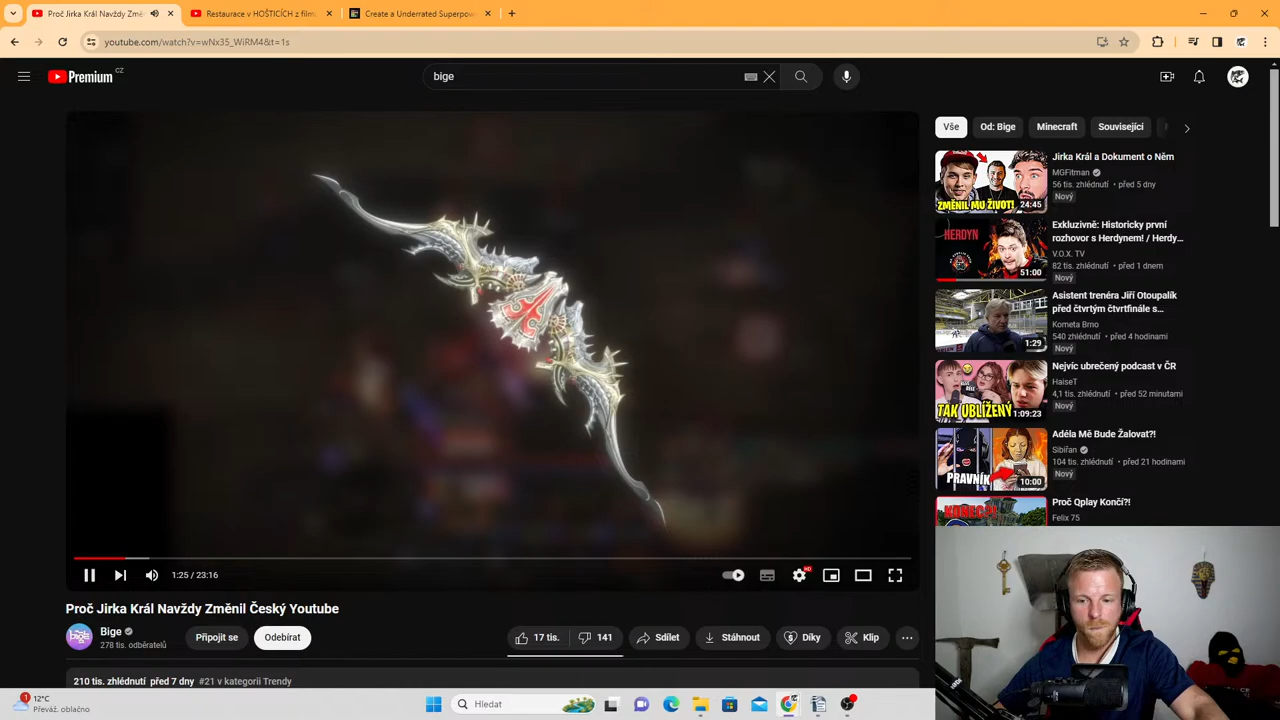 Proč Jirka Král Navždy Změn
Restaurace v HOŠTICÍCH z film
Create a Underrated Superpow
youtube.com/watch?v=wNx35_WiRM4&t=1s
Premium CZ
bige
Vše
Od: Bige
Minecraft
Související
Jirka Král a Dokument o Něm
MGFitman
56 tis. zhlédnutí • před 5 dny
Nový
ZMĚNIL MU ŽIVOT!
24:45
Exkluzivně: Historicky první
rozhovor s Herdynem! / Herdy...
V.O.X. TV
82 tis. zhlédnutí • před 1 dnem
Nový
HERDYN
51:00
Asistent trenéra Jiří Otoupalík
před čtvrtým čtvrtfinále s...
Kometa Brno
540 zhlédnutí • před 4 hodinami
Nový
1:29
Nejvíc ubrečený podcast v ČR
HaiseT
4,1 tis. zhlédnutí • před 52 minutami
Nový
TAK UBLÍŽENÝ
1:09:23
Adéla Mě Bude Žalovat?!
Sibiřan
104 tis. zhlédnutí • před 21 hodinami
Nový
PRAVNÍK
10:00
Proč Qplay Končí?!
Felix 75
KONEC?!
1:25 / 23:16
HD
Proč Jirka Král Navždy Změnil Český Youtube
Bige
278 tis. odběratelů
Připojit se
Odebírat
17 tis.
141
Sdílet
Stáhnout
Díky
Klip
210 tis. zhlédnutí před 7 dny #21 v kategorii Trendy
1
12°C
Převáž. oblačno
Hledat